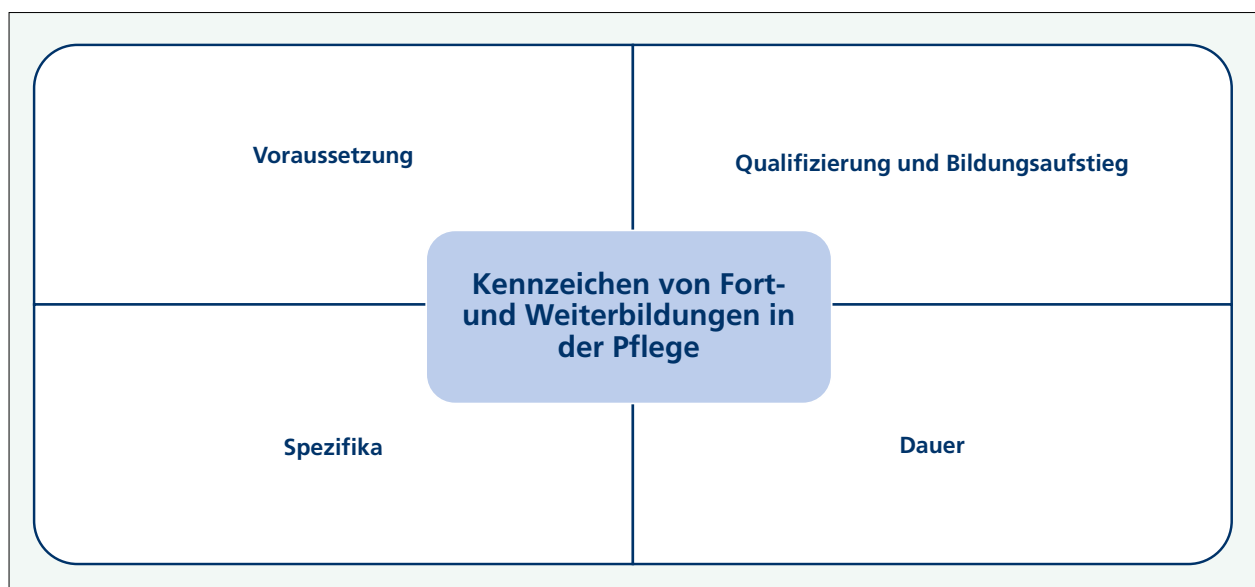 Voraussetzung
Qualifizierung und Bildungsaufstieg
Kennzeichen von Fort-
und Weiterbildungen in
der Pflege
Spezifika
Dauer